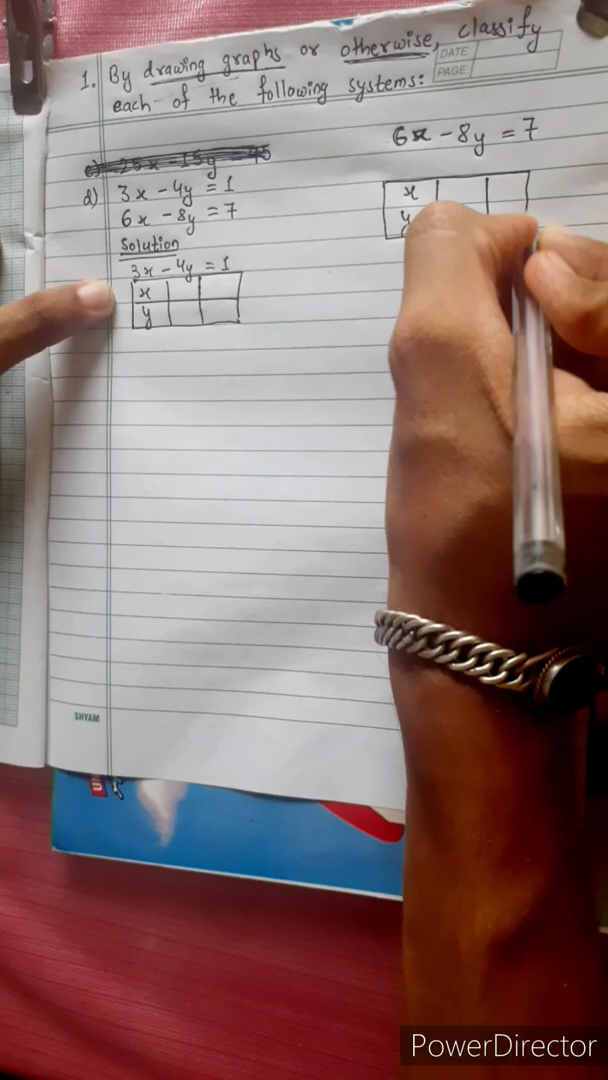 1. By drawing graphs or otherwise, classify
each of the following systems:
DATE
PAGE
d) 3x - 4y = 1
6x - 8y = 7
Solution
3x - 4y = 1
x
y
6x - 8y = 7
x
y
SHYAM
UN
PowerDirector